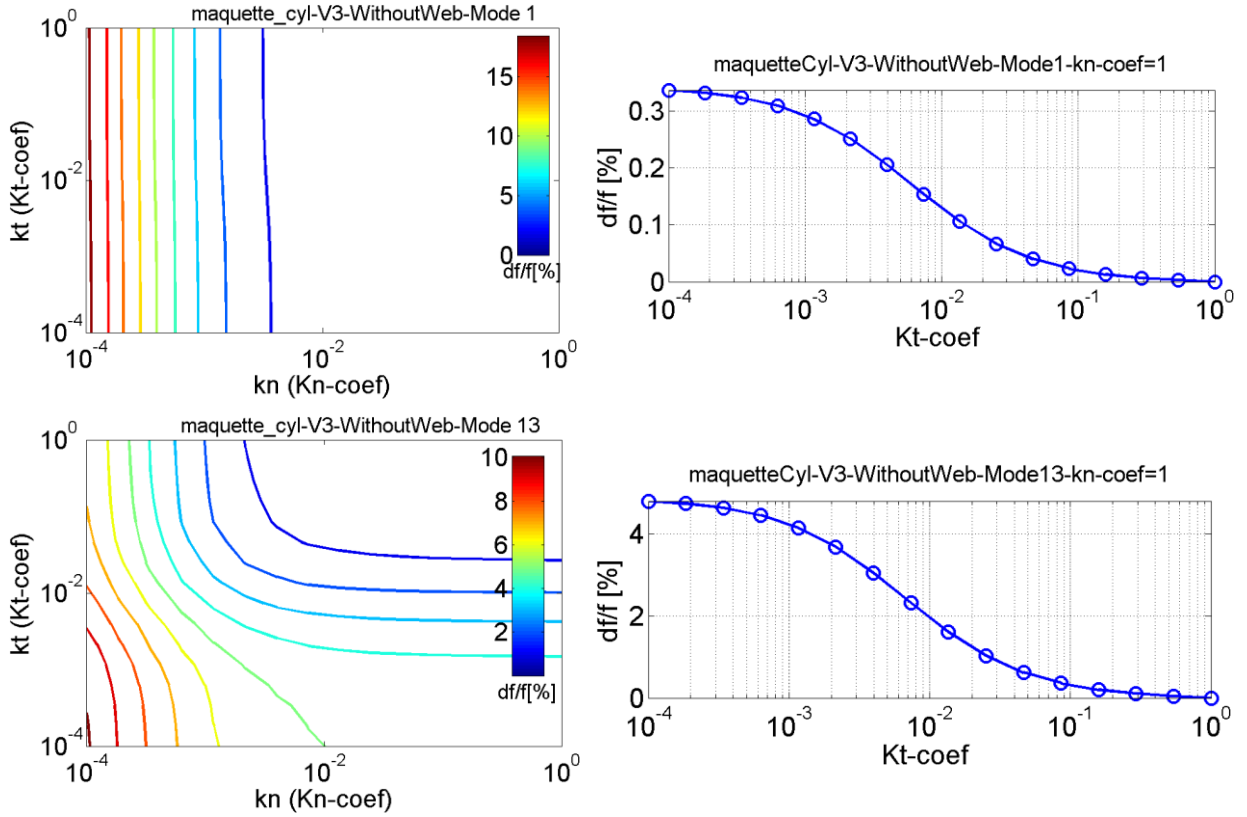 maquette_cyl-V3-WithoutWeb-Mode 1
10^0
10^-2
10^-4
kt (Kt-coef)
15
10
5
0
df/f[%]
10^-4
10^-2
10^0
kn (Kn-coef)
maquetteCyl-V3-WithoutWeb-Mode1-kn-coef=1
0.3
0.2
0.1
0
df/f [%]
10^-4
10^-3
10^-2
10^-1
10^0
Kt-coef
maquette_cyl-V3-WithoutWeb-Mode 13
10^0
10^-2
10^-4
kt (Kt-coef)
10
8
6
4
2
df/f[%]
10^-4
10^-2
10^0
kn (Kn-coef)
maquetteCyl-V3-WithoutWeb-Mode13-kn-coef=1
4
2
0
df/f [%]
10^-4
10^-3
10^-2
10^-1
10^0
Kt-coef